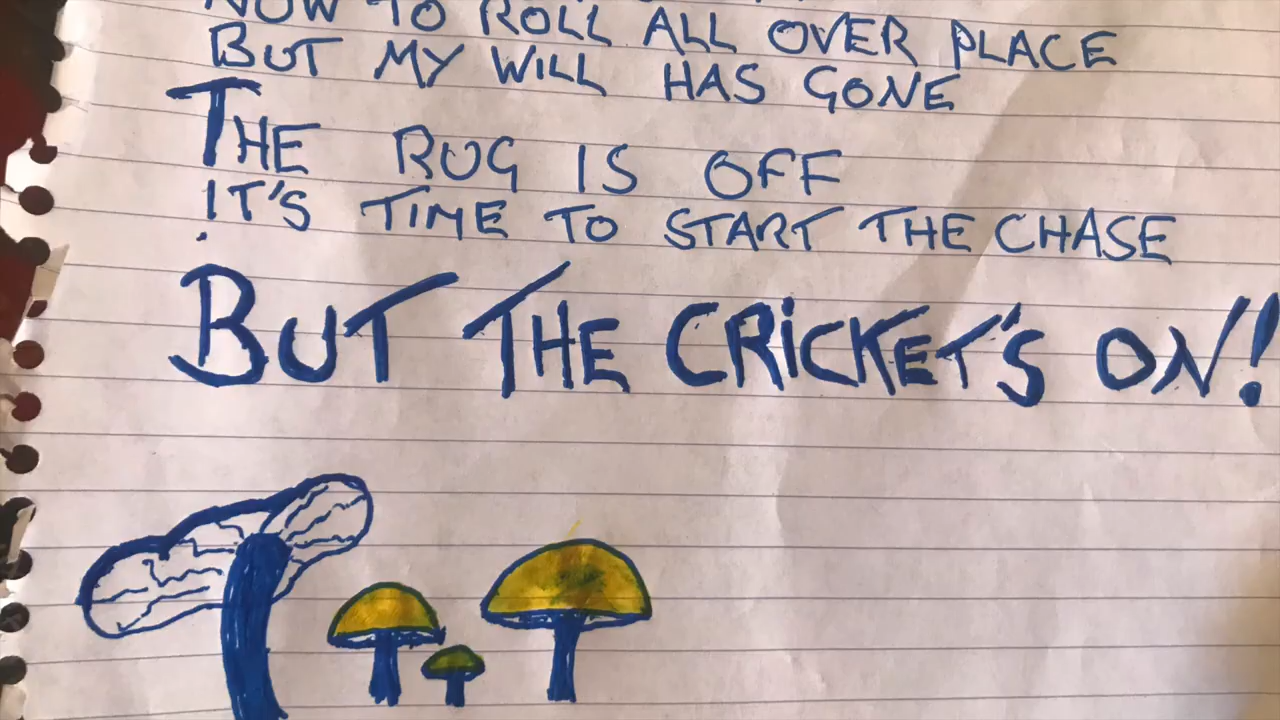 NOW TO ROLL ALL OVER PLACE
BUT MY WILL HAS GONE
THE RUG IS OFF
IT'S TIME TO START THE CHASE
BUT THE CRICKET'S ON!